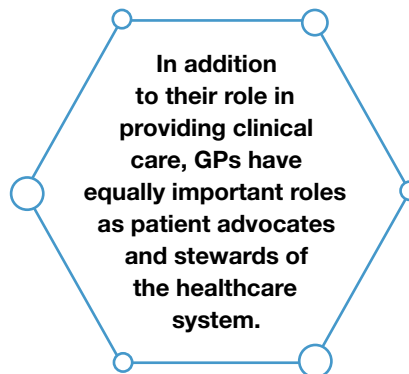 In addition
to their role in
providing clinical
care, GPs have
equally important roles
as patient advocates
and stewards of
the healthcare
system.